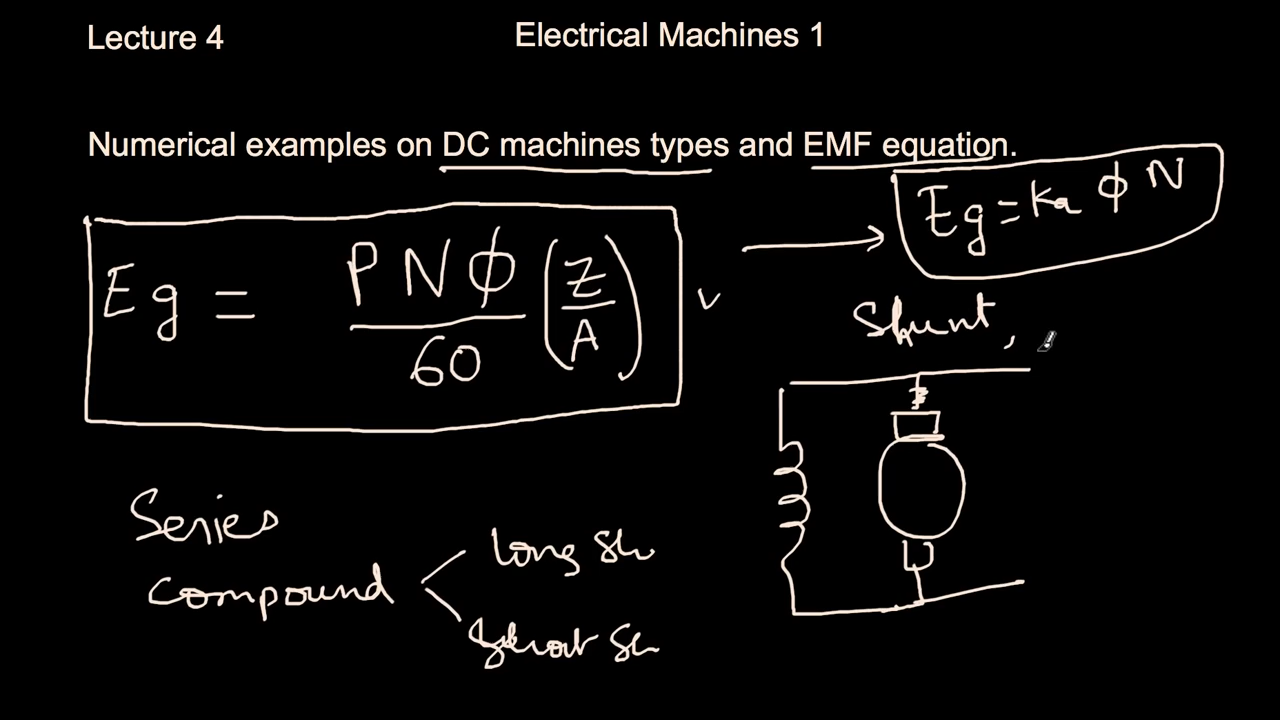 Lecture 4
Electrical Machines 1
Numerical examples on DC machines types and EMF equation.
Eg = PNϕ/60 (Z/A)
Eg = Ka ϕ N
Shunt,
Series
Compound
long Sh
Short Sh